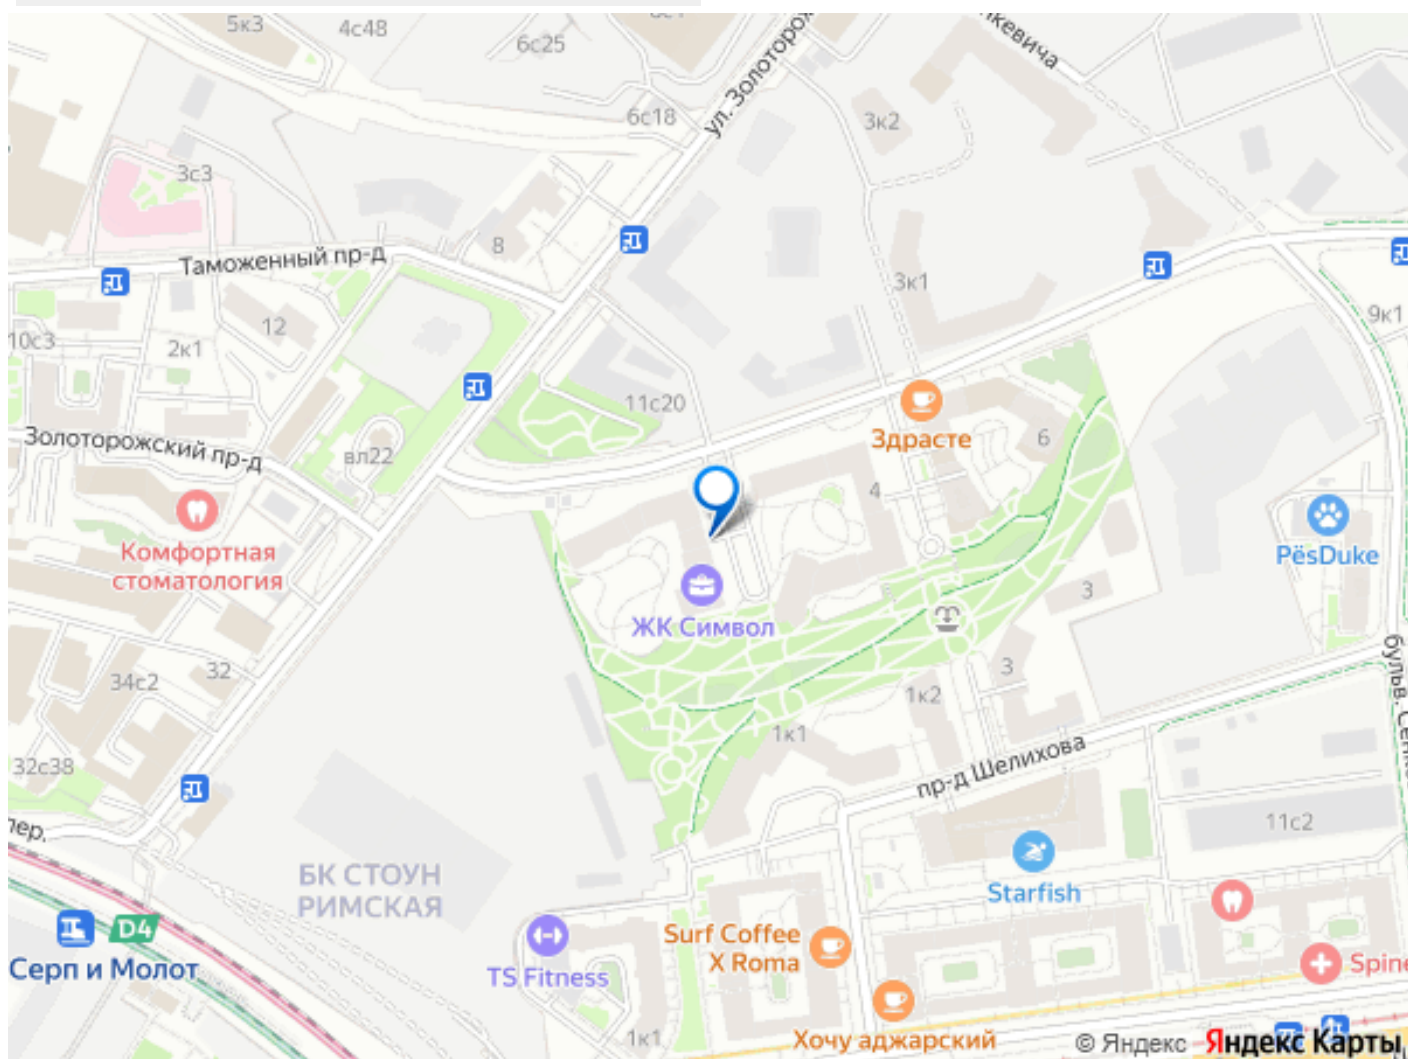 5к3
4с48
6с25
ул. Золоторож
6с18
3к2
3с3
8
Таможенный пр-д
3к1
9к1
12
10с3
2к1
11с20
Здрасте
6
Золоторожский пр-д
вл22
4
Комфортная
стоматология
PёsDuke
3
ЖК Символ
3
34с2
32
1к2
1к1
пр-д Шелихова
32с38
пер.
11с2
БК СТОУН
РИМСКАЯ
Starfish
D4
Surf Coffee
X Roma
Серп и Молот
TS Fitness
Spine
1к1
Хочу аджарский
© Яндекс Яндекс Карты